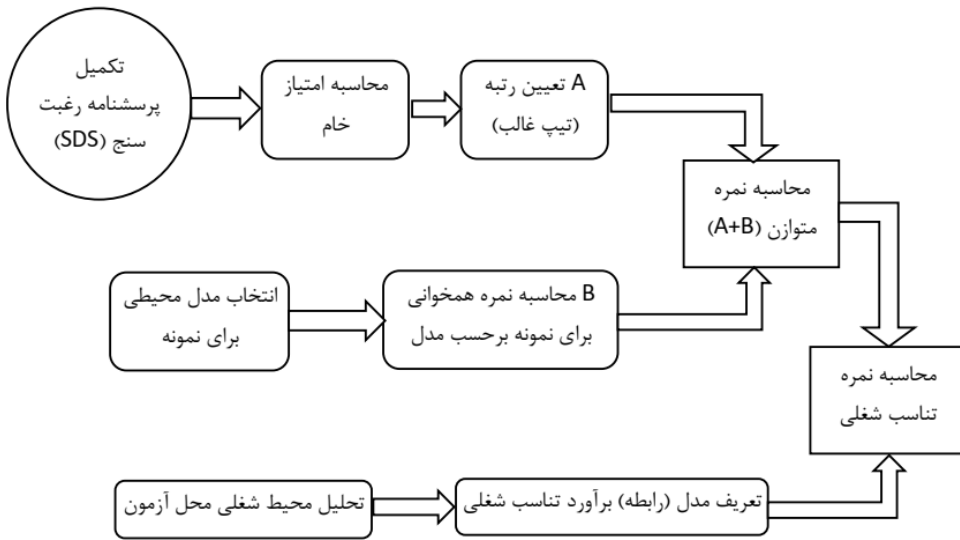 تکمیل
پرسشنامه رغبت
سنج (SDS)
محاسبه امتیاز
خام
A تعیین رتبه
(تیپ غالب)
محاسبه نمره
متوازن (A+B)
انتخاب مدل محیطی
برای نمونه
B محاسبه نمره همخوانی
برای نمونه برحسب مدل
محاسبه نمره
تناسب شغلی
تحلیل محیط شغلی محل آزمون
تعریف مدل (رابطه) برآورد تناسب شغلی